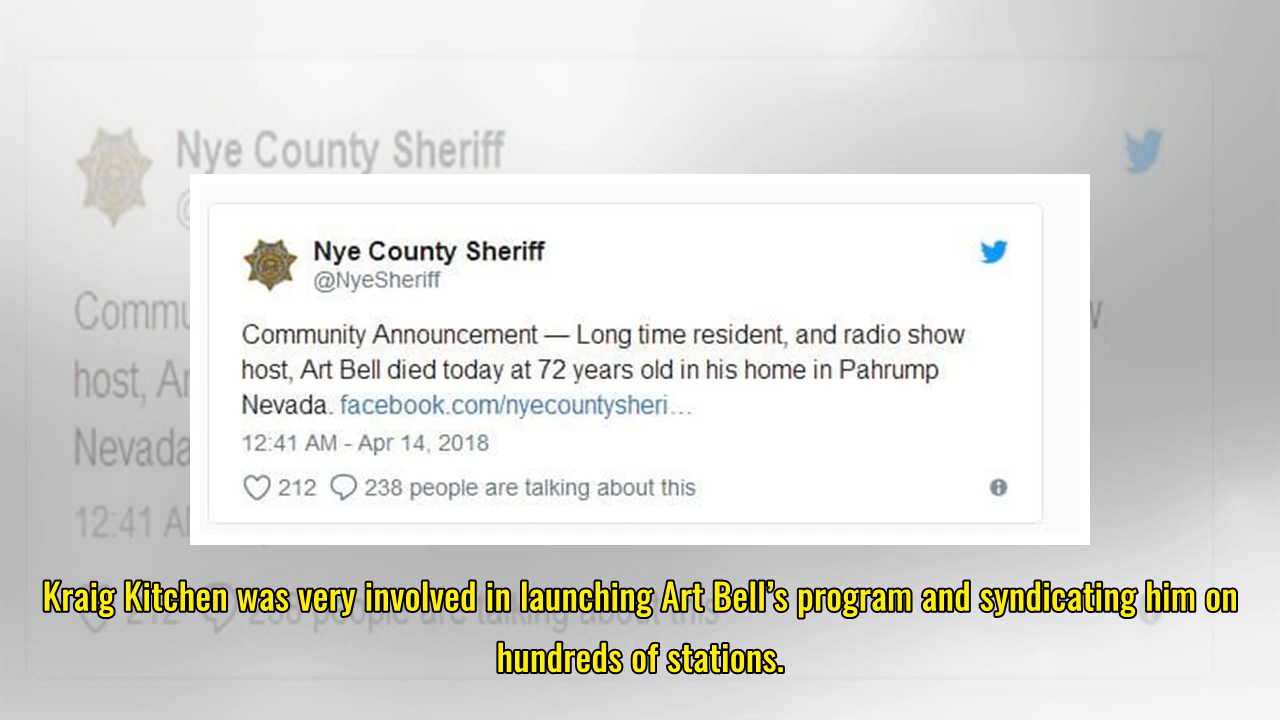 Nye County Sheriff
Nye County Sheriff
@NyeSheriff
Community Announcement — Long time resident, and radio show
host, Art Bell died today at 72 years old in his home in Pahrump
Nevada. facebook.com/nyecountysheri…
12:41 AM - Apr 14, 2018
212 238 people are talking about this
Kraig Kitchen was very involved in launching Art Bell’s program and syndicating him on
hundreds of stations.